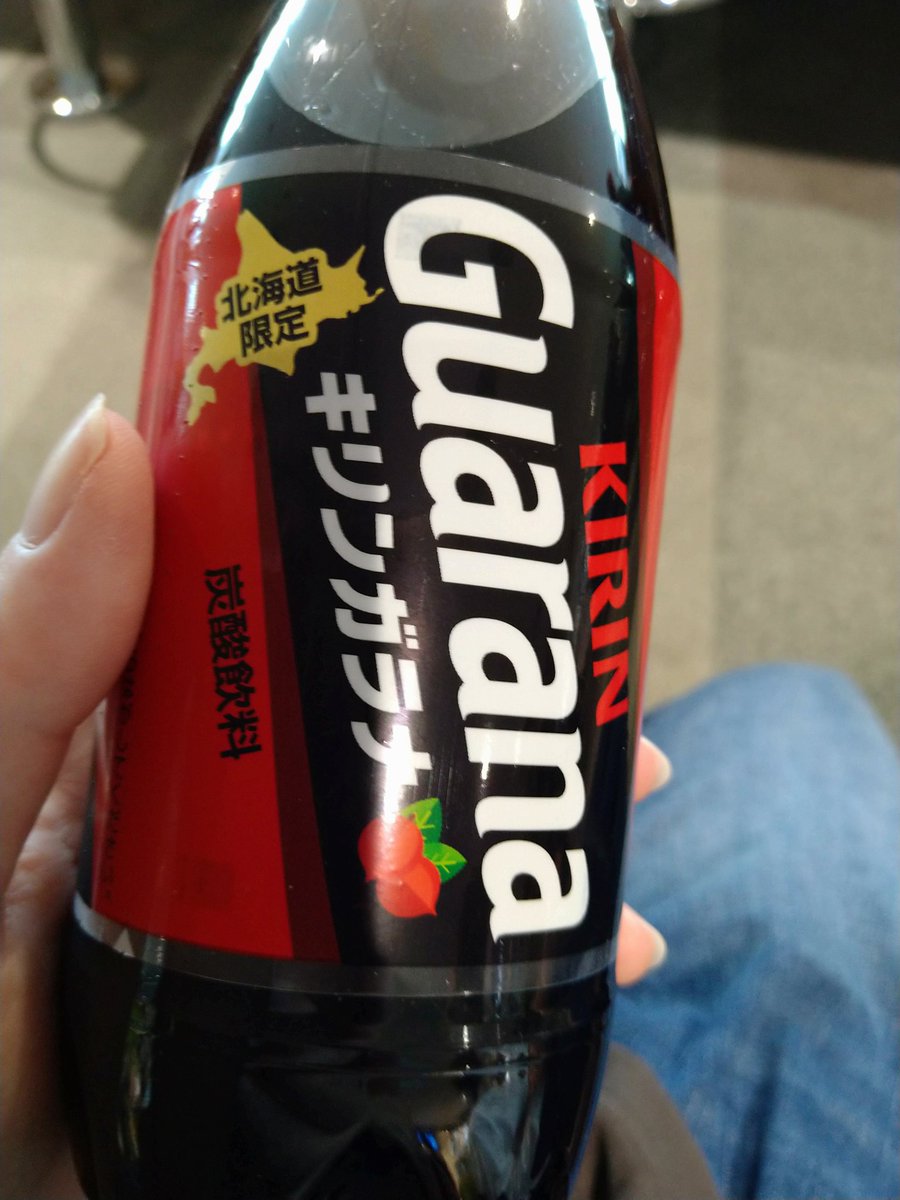 KIRIN
Guarana
キリンガラナ
北海道
限定
炭酸飲料